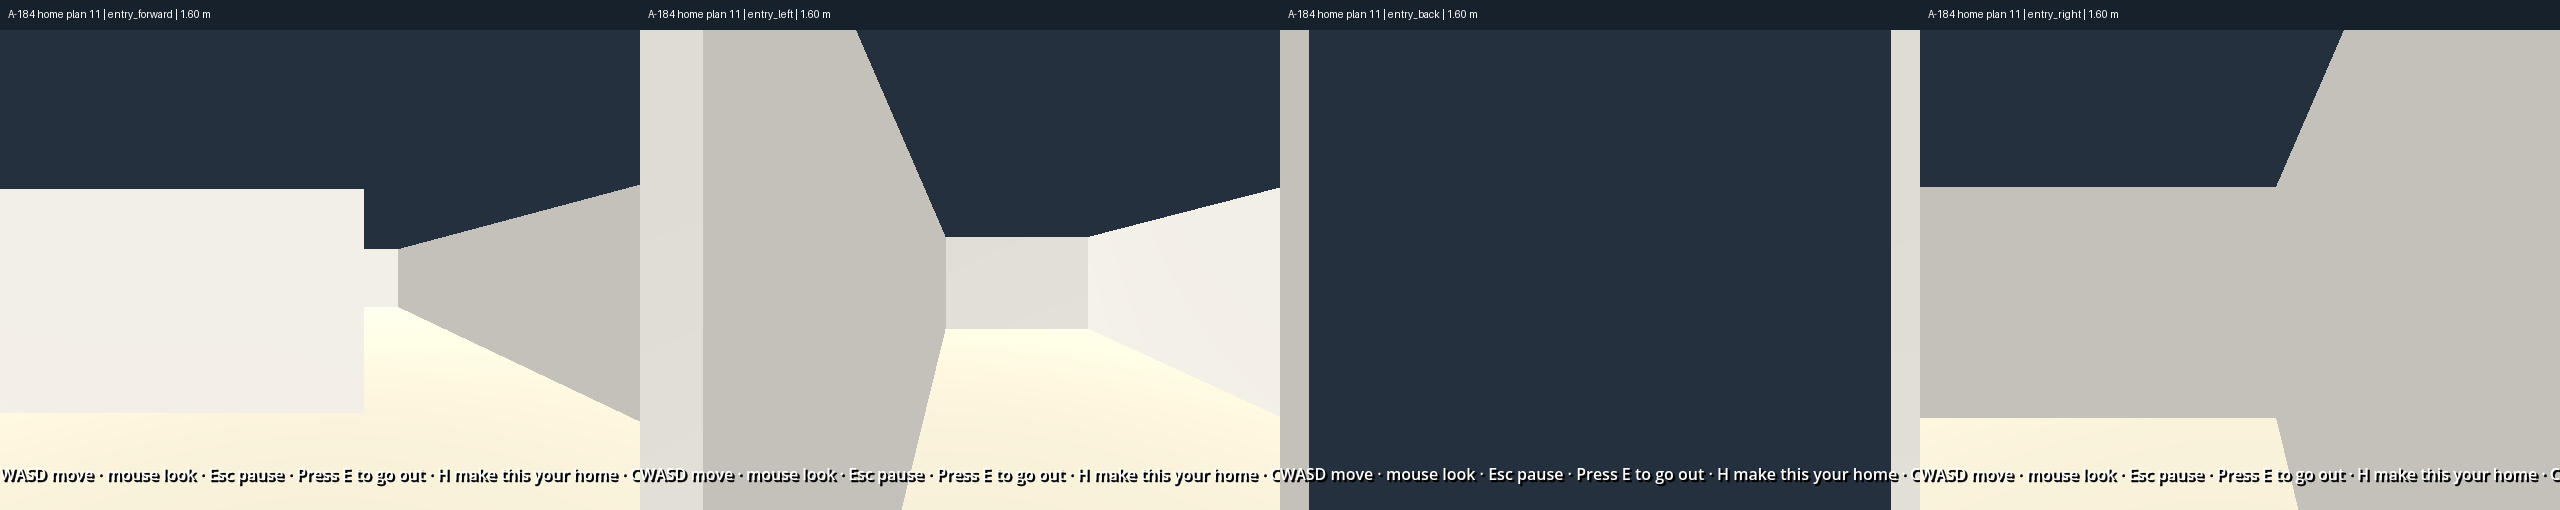 A-184 home plan 11 | entry_forward | 1.60 m
A-184 home plan 11 | entry_left | 1.60 m
A-184 home plan 11 | entry_back | 1.60 m
A-184 home plan 11 | entry_right | 1.60 m
WASD move · mouse look · Esc pause · Press E to go out · H make this your home · C
WASD move · mouse look · Esc pause · Press E to go out · H make this your home · C
WASD move · mouse look · Esc pause · Press E to go out · H make this your home · C
WASD move · mouse look · Esc pause · Press E to go out · H make this your home · C